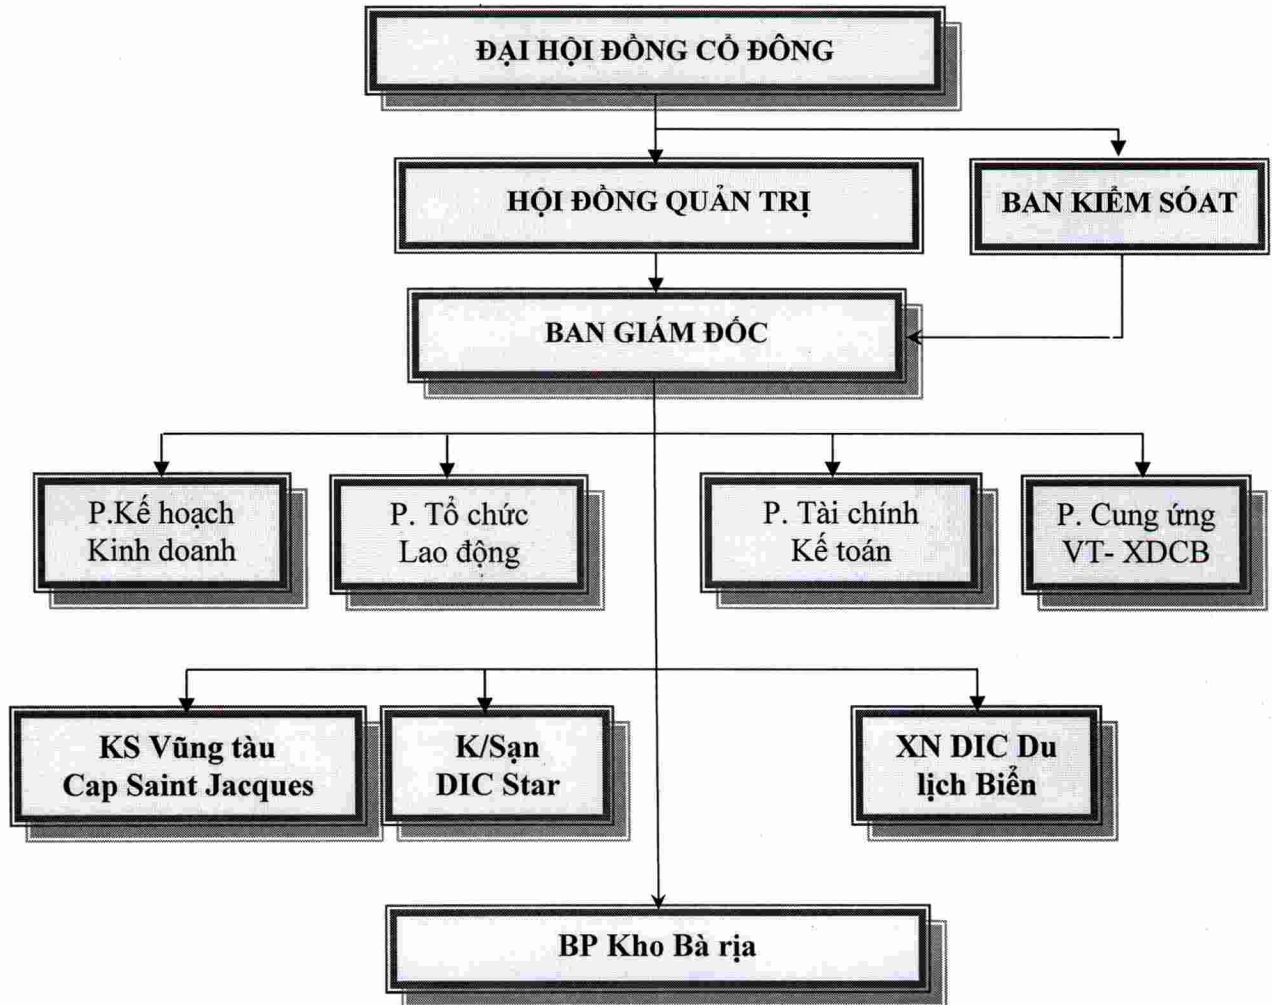 ĐẠI HỘI ĐỒNG CỔ ĐÔNG
HỘI ĐỒNG QUẢN TRỊ
BAN KIỂM SÓAT
BAN GIÁM ĐỐC
P.Kế hoạch
Kinh doanh
P. Tổ chức
Lao động
P. Tài chính
Kế toán
P. Cung ứng
VT- XDCB
KS Vũng tàu
Cap Saint Jacques
K/Sạn
DIC Star
XN DIC Du
lịch Biển
BP Kho Bà rịa